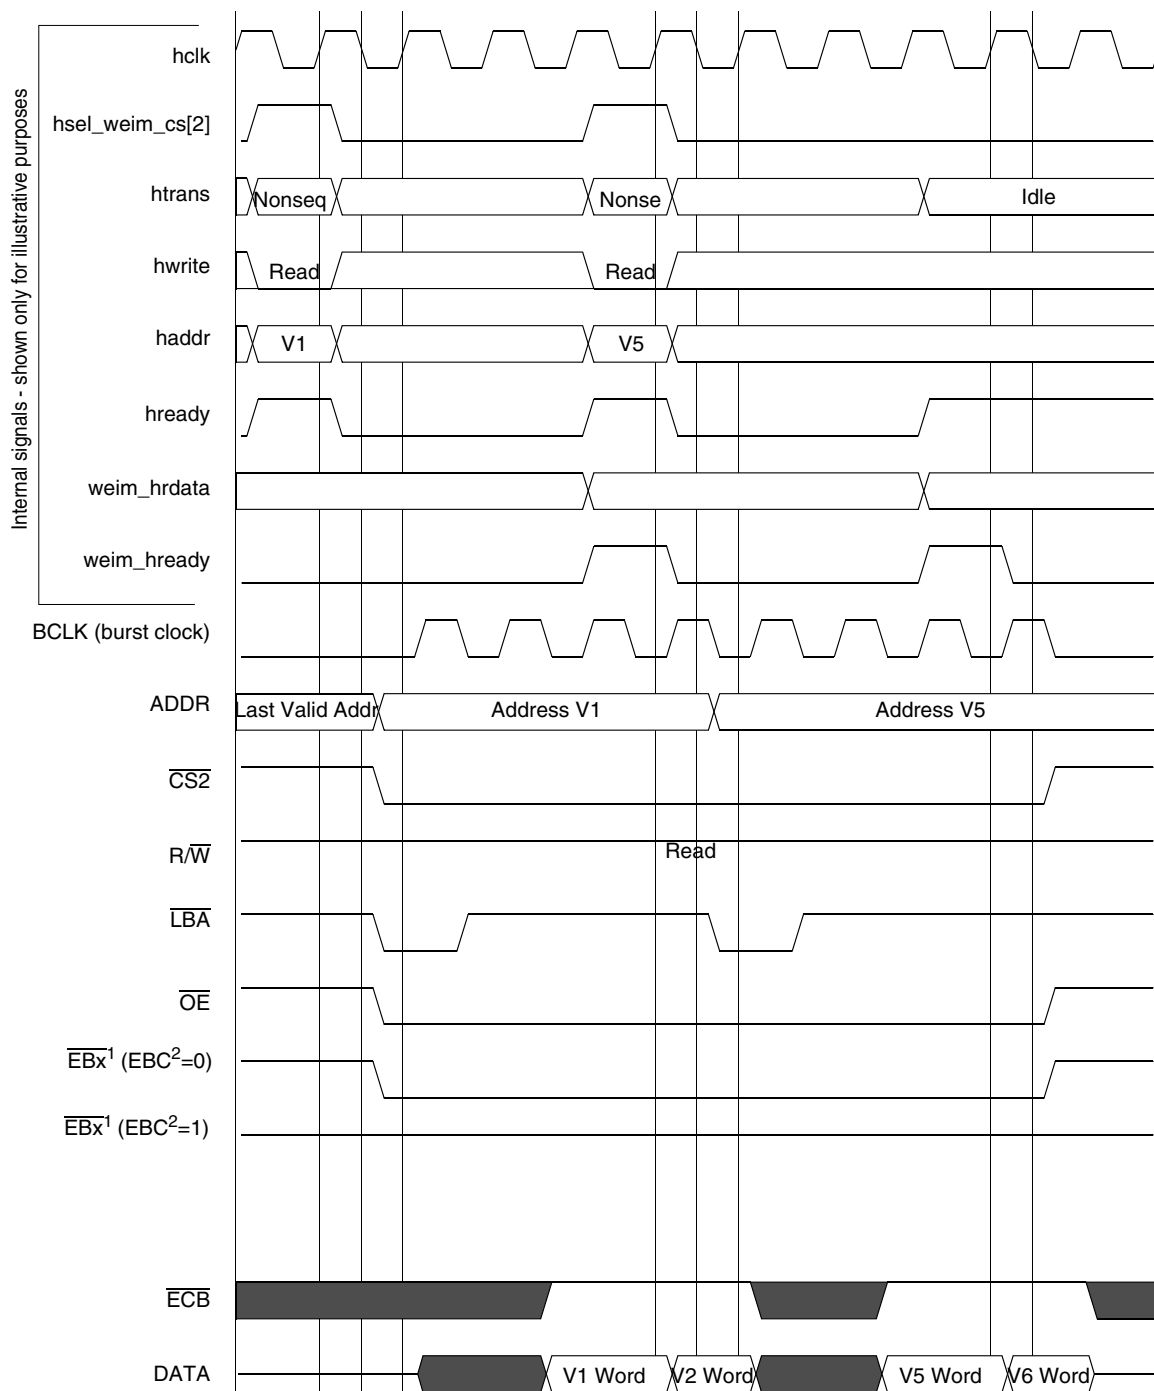 Internal signals - shown only for illustrative purposes
hclk
hsel_weim_cs[2]
htrans
Nonseq
Nonse
Idle
hwrite
Read
Read
haddr
V1
V5
hready
weim_hrdata
weim_hready
BCLK (burst clock)
ADDR
Last Valid Addr
Address V1
Address V5
CS2
R/W
Read
LBA
OE
EBx¹ (EBC²=0)
EBx¹ (EBC²=1)
ECB
DATA
V1 Word
V2 Word
V5 Word
V6 Word